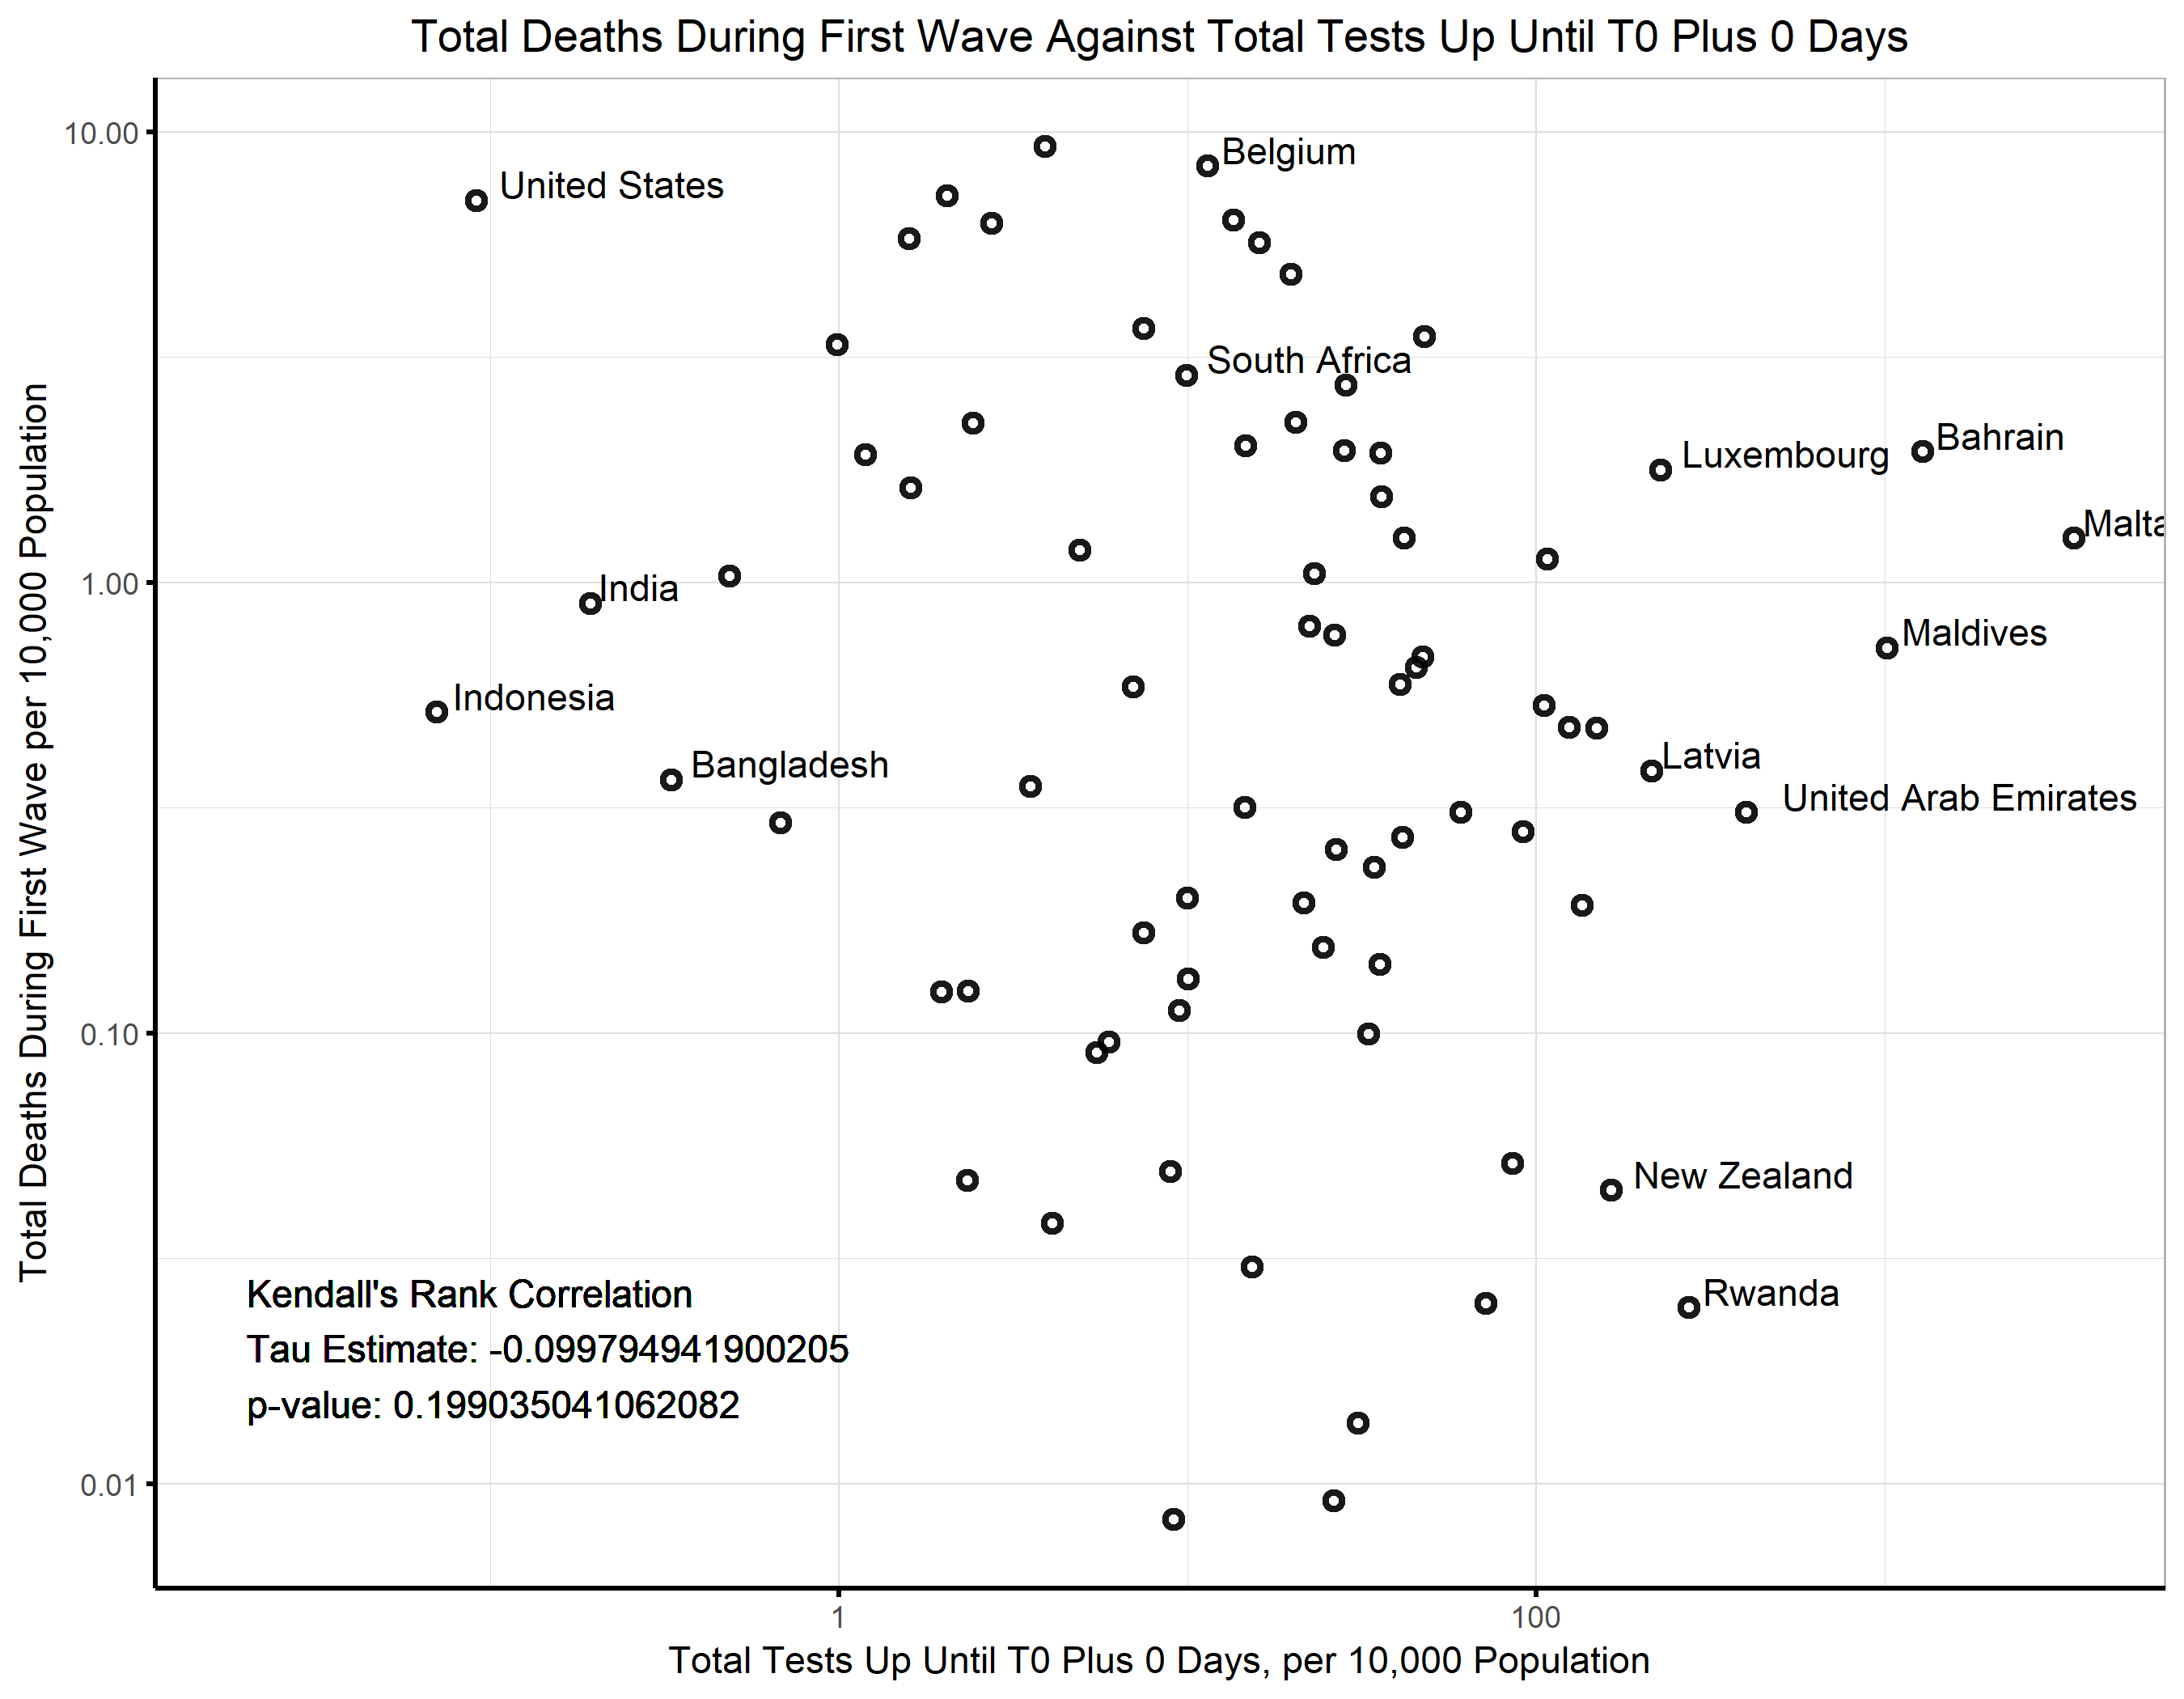 Total Deaths During First Wave Against Total Tests Up Until T0 Plus 0 Days
10.00
1.00
0.10
0.01
Total Deaths During First Wave per 10,000 Population
United States
Belgium
South Africa
Bahrain
Luxembourg
Malta
India
Maldives
Indonesia
Bangladesh
Latvia
United Arab Emirates
New Zealand
Rwanda
Kendall's Rank Correlation
Tau Estimate: -0.099794941900205
p-value: 0.199035041062082
1
100
Total Tests Up Until T0 Plus 0 Days, per 10,000 Population